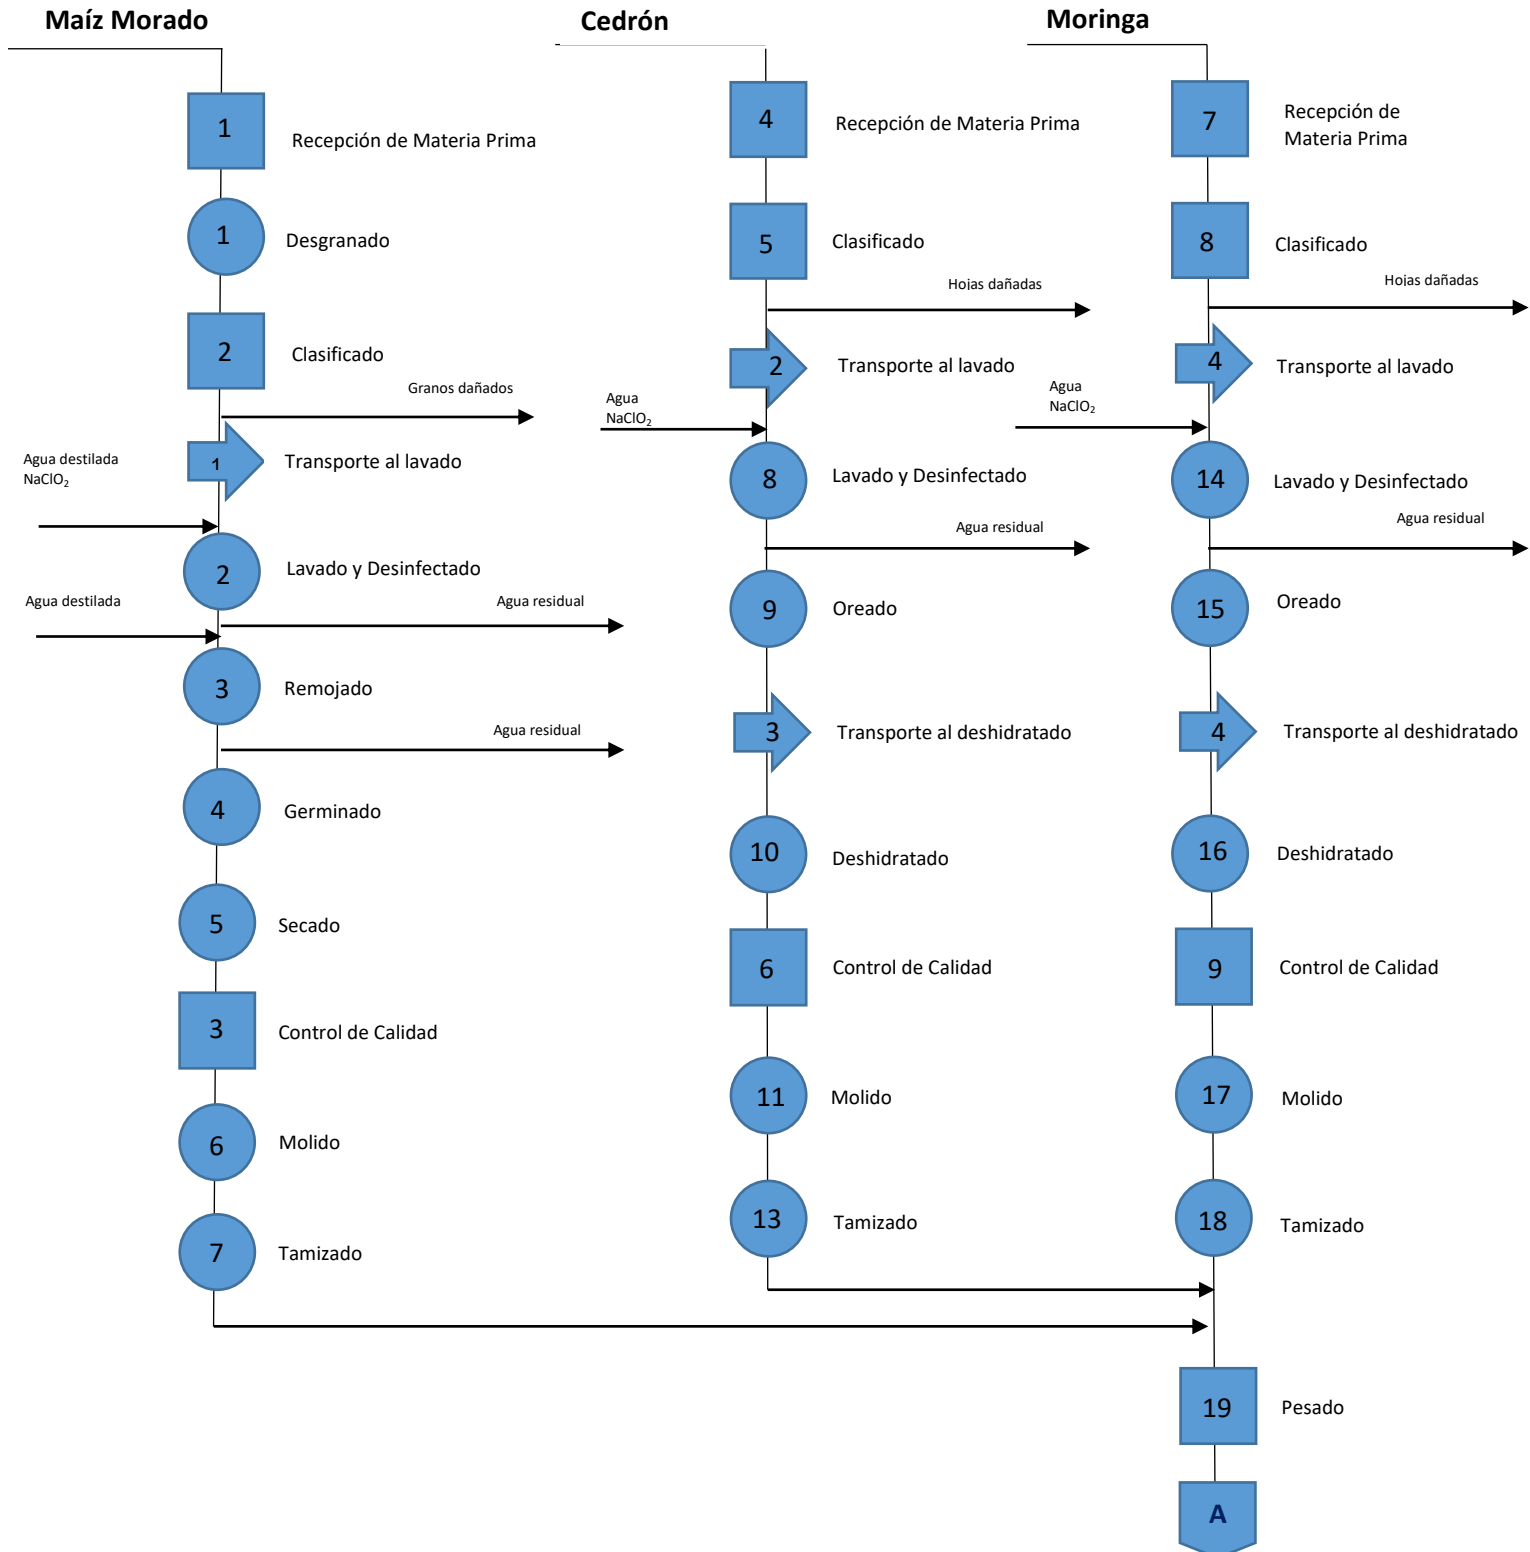 Maíz Morado
Cedrón
Moringa
1
Recepción de Materia Prima
1
Desgranado
2
Clasificado
Granos dañados
1
Transporte al lavado
Agua destilada
NaClO₂
2
Lavado y Desinfectado
Agua destilada
Agua residual
3
Remojado
Agua residual
4
Germinado
5
Secado
3
Control de Calidad
6
Molido
7
Tamizado
4
Recepción de Materia Prima
5
Clasificado
Hojas dañadas
2
Transporte al lavado
Agua
NaClO₂
8
Lavado y Desinfectado
Agua residual
9
Oreado
3
Transporte al deshidratado
10
Deshidratado
6
Control de Calidad
11
Molido
13
Tamizado
7
Recepción de
Materia Prima
8
Clasificado
Hojas dañadas
4
Transporte al lavado
Agua
NaClO₂
14
Lavado y Desinfectado
Agua residual
15
Oreado
4
Transporte al deshidratado
16
Deshidratado
9
Control de Calidad
17
Molido
18
Tamizado
19
Pesado
A